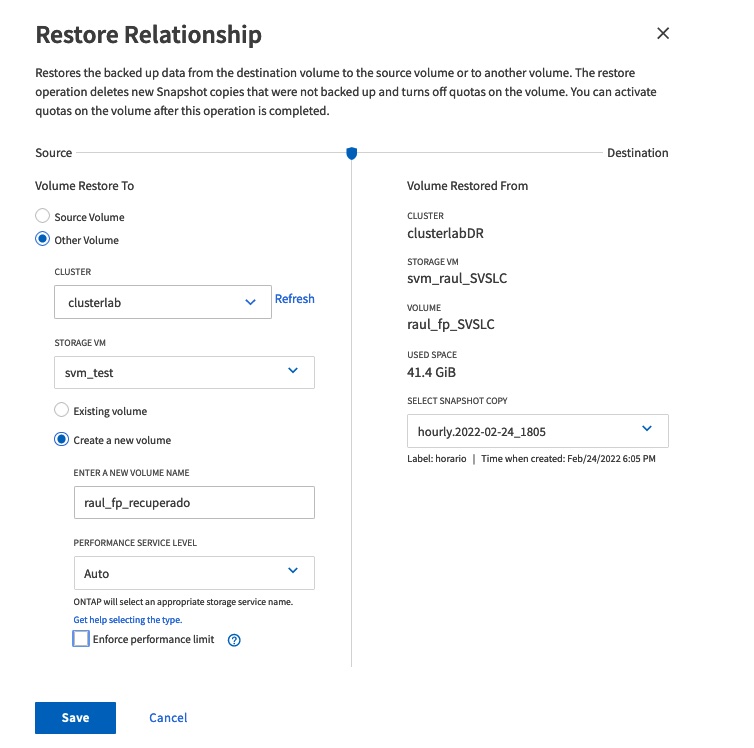 Restore Relationship
Restores the backed up data from the destination volume to the source volume or to another volume. The restore
operation deletes new Snapshot copies that were not backed up and turns off quotas on the volume. You can activate
quotas on the volume after this operation is completed.
Source
Destination
Volume Restore To
Source Volume
Other Volume
CLUSTER
clusterlab
Refresh
STORAGE VM
svm_test
Existing volume
Create a new volume
ENTER A NEW VOLUME NAME
raul_fp_recuperado
PERFORMANCE SERVICE LEVEL
Auto
ONTAP will select an appropriate storage service name.
Get help selecting the type.
Enforce performance limit
?
Volume Restored From
CLUSTER
clusterlabDR
STORAGE VM
svm_raul_SVSLC
VOLUME
raul_fp_SVSLC
USED SPACE
41.4 GiB
SELECT SNAPSHOT COPY
hourly.2022-02-24_1805
Label: horario | Time when created: Feb/24/2022 6:05 PM
Save
Cancel